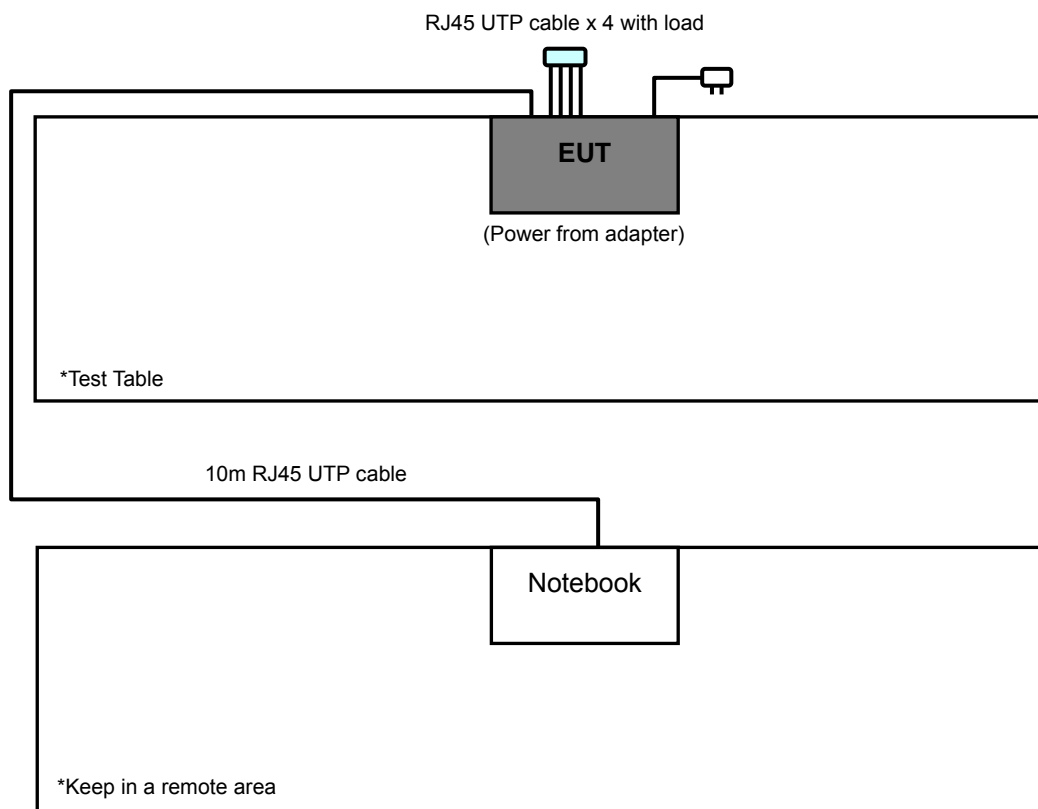 RJ45 UTP cable x 4 with load
EUT
(Power from adapter)
*Test Table
10m RJ45 UTP cable
Notebook
*Keep in a remote area